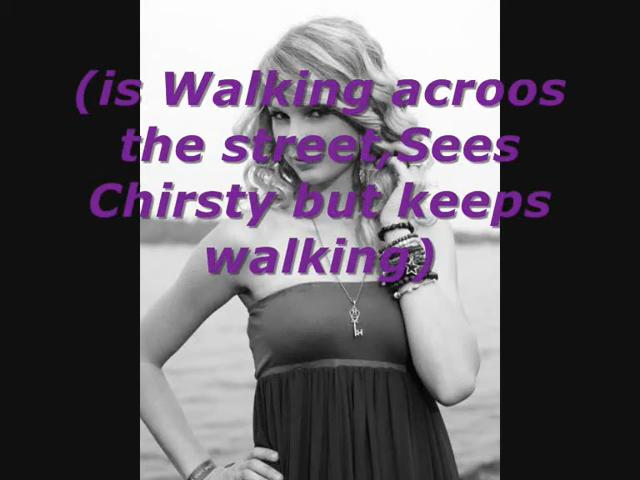 (is Walking acroos
the street,Sees
Chirsty but keeps
walking)